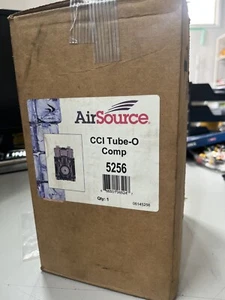 AirSource
CCI Tube-O
Comp
5256
Qty: 1